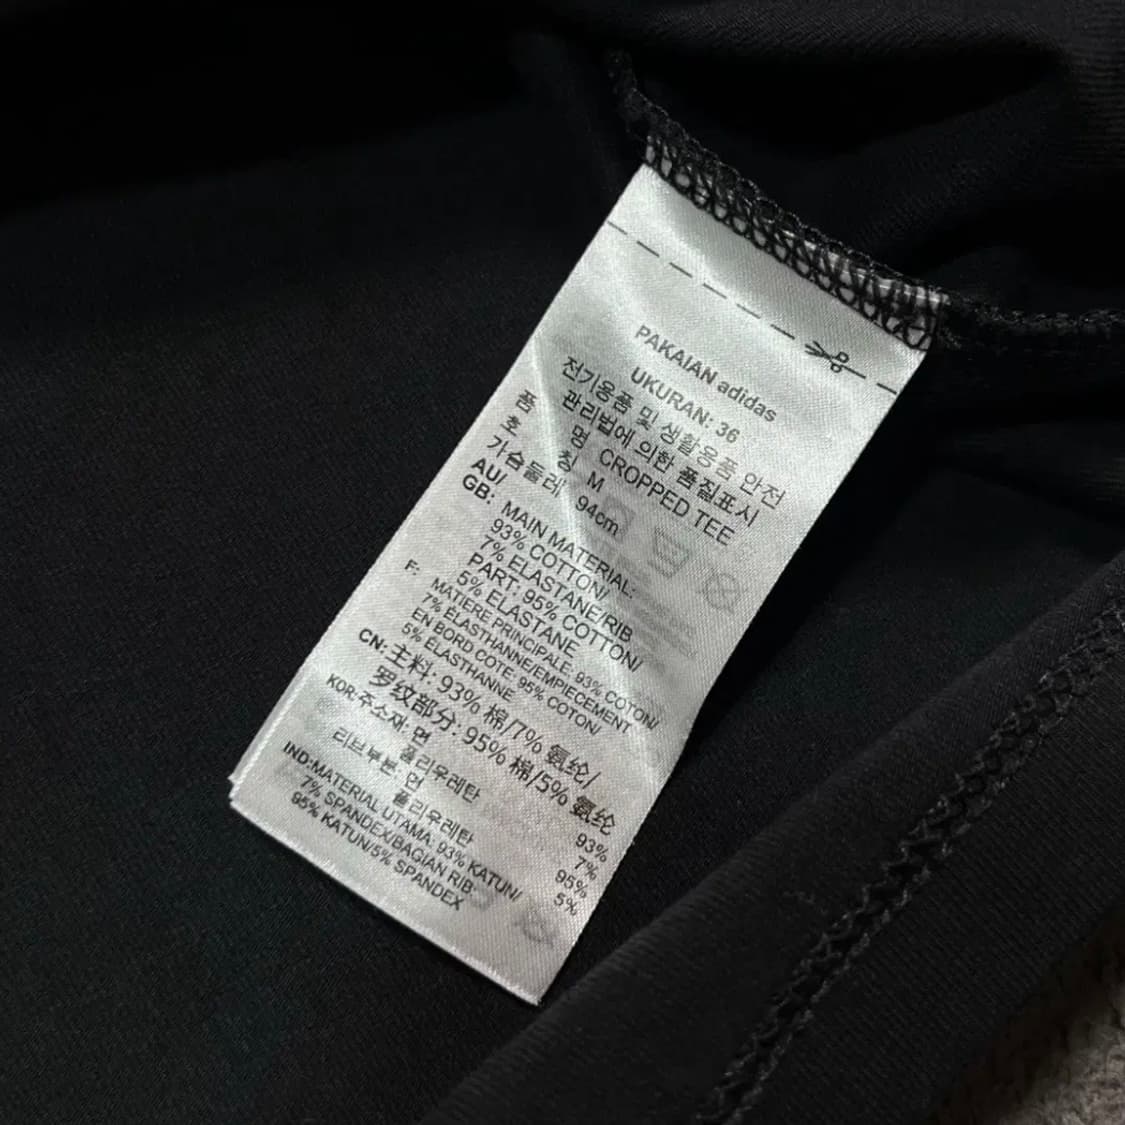 PAKAIAN adidas
UKURAN: 36
전기용품 및 생활용품 안전
관리법에 의한 품질표시
품 명 CROPPED TEE
호 칭 M
가슴둘레 94cm
AU/
GB: MAIN MATERIAL:
93% COTTON/
7% ELASTANE/RIB
PART: 95% COTTON/
5% ELASTANE
F: MATIERE PRINCIPALE: 93% COTON/
7% ÉLASTHANNE/EMPIECEMENT
EN BORD COTE: 95% COTON/
5% ÉLASTHANNE
CN: 主料: 93% 棉/7% 氨纶/
罗纹部分: 95% 棉/5% 氨纶
KOR: 주소재: 면 93%
폴리우레탄 7%
리브부분 면 95%
폴리우레탄 5%
IND:MATERIAL UTAMA: 93% KATUN/
7% SPANDEX/BAGIAN RIB:
95% KATUN/5% SPANDEX